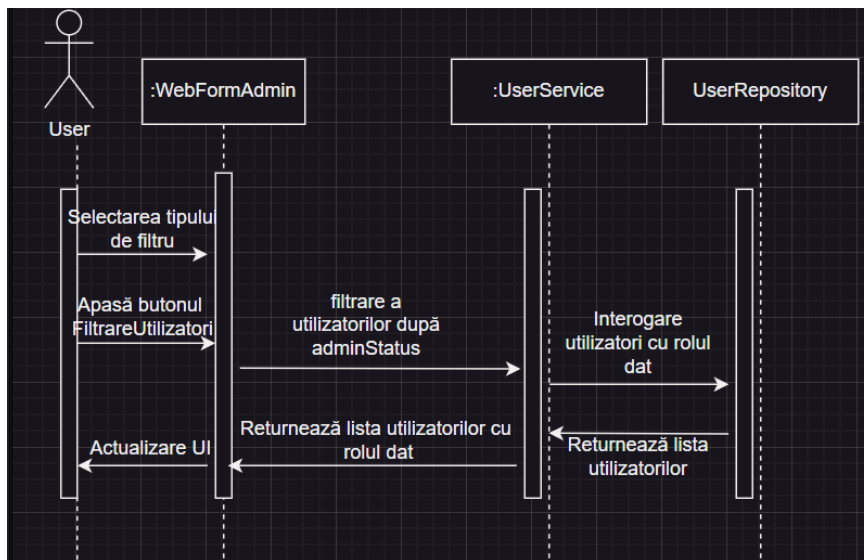 User
:WebFormAdmin
:UserService
UserRepository
Selectarea tipului
de filtru
Apasă butonul
FiltrareUtilizatori
filtrare a
utilizatorilor după
adminStatus
Interogare
utilizatori cu rolul
dat
Returnează lista
utilizatorilor
Returnează lista utilizatorilor cu
rolul dat
Actualizare UI